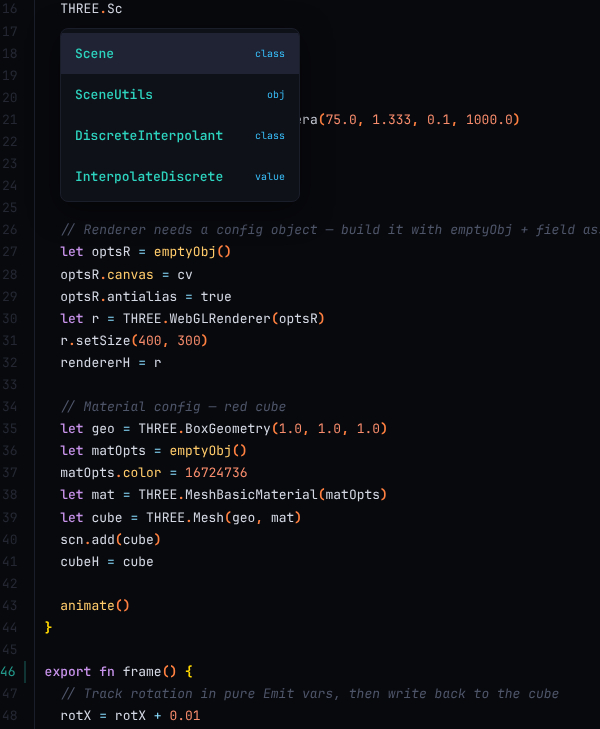 16 THREE.Sc
17
18 Scene class
19
20 SceneUtils obj
21 era(75.0, 1.333, 0.1, 1000.0)
22 DiscreteInterpolant class
23
24 InterpolateDiscrete value
25
26 // Renderer needs a config object — build it with emptyObj + field as
27 let optsR = emptyObj()
28 optsR.canvas = cv
29 optsR.antialias = true
30 let r = THREE.WebGLRenderer(optsR)
31 r.setSize(400, 300)
32 rendererH = r
33
34 // Material config — red cube
35 let geo = THREE.BoxGeometry(1.0, 1.0, 1.0)
36 let matOpts = emptyObj()
37 matOpts.color = 16724736
38 let mat = THREE.MeshBasicMaterial(matOpts)
39 let cube = THREE.Mesh(geo, mat)
40 scn.add(cube)
41 cubeH = cube
42
43 animate()
44 }
45
46 export fn frame() {
47 // Track rotation in pure Emit vars, then write back to the cube
48 rotX = rotX + 0.01